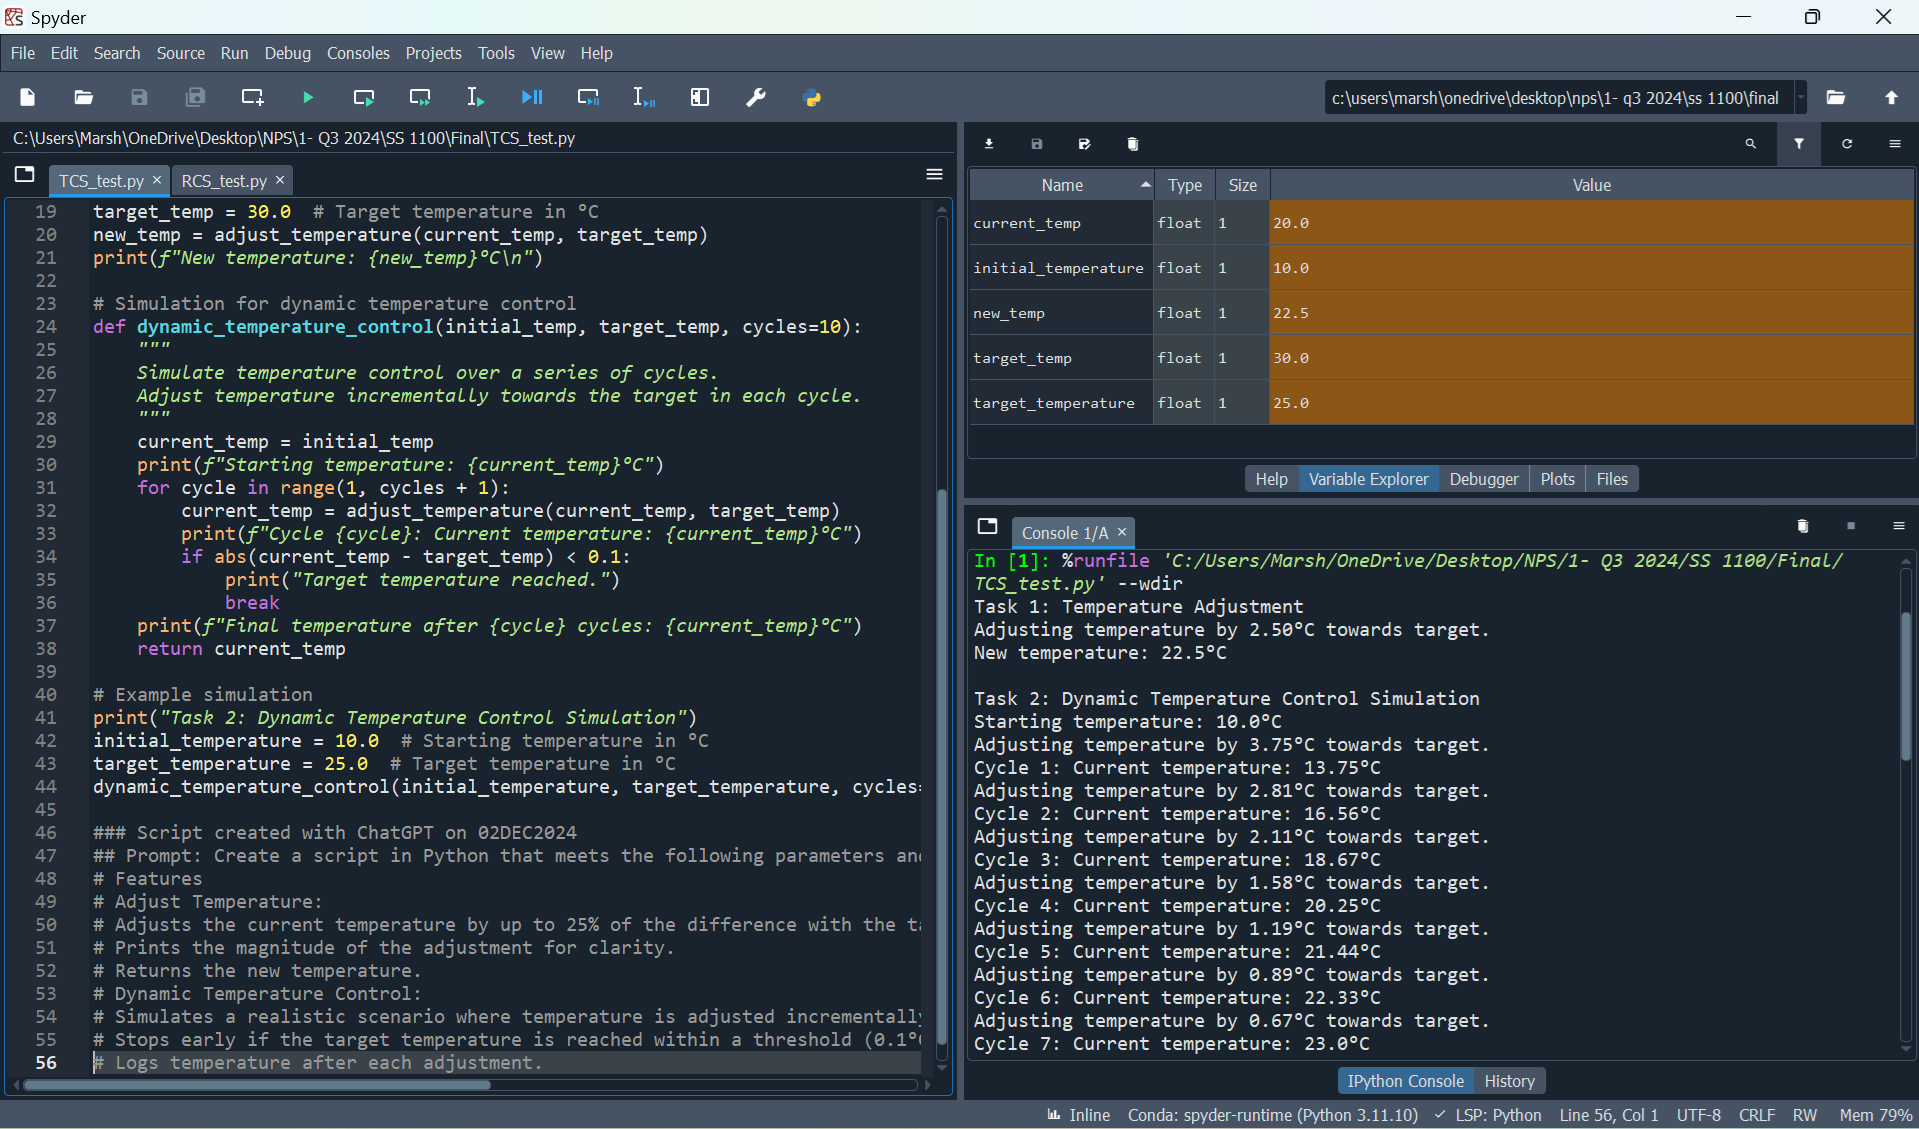 Spyder
File Edit Search Source Run Debug Consoles Projects Tools View Help
c:\users\marsh\onedrive\desktop\nps\1- q3 2024\ss 1100\final
C:\Users\Marsh\OneDrive\Desktop\NPS\1- Q3 2024\SS 1100\Final\TCS_test.py
TCS_test.py RCS_test.py
19 target_temp = 30.0  # Target temperature in °C
20 new_temp = adjust_temperature(current_temp, target_temp)
21 print(f"New temperature: {new_temp}°C\n")
22
23 # Simulation for dynamic temperature control
24 def dynamic_temperature_control(initial_temp, target_temp, cycles=10):
25     """
26     Simulate temperature control over a series of cycles.
27     Adjust temperature incrementally towards the target in each cycle.
28     """
29     current_temp = initial_temp
30     print(f"Starting temperature: {current_temp}°C")
31     for cycle in range(1, cycles + 1):
32         current_temp = adjust_temperature(current_temp, target_temp)
33         print(f"Cycle {cycle}: Current temperature: {current_temp}°C")
34         if abs(current_temp - target_temp) < 0.1:
35             print("Target temperature reached.")
36             break
37     print(f"Final temperature after {cycle} cycles: {current_temp}°C")
38     return current_temp
39
40 # Example simulation
41 print("Task 2: Dynamic Temperature Control Simulation")
42 initial_temperature = 10.0  # Starting temperature in °C
43 target_temperature = 25.0  # Target temperature in °C
44 dynamic_temperature_control(initial_temperature, target_temperature, cycles=
45
46 ### Script created with ChatGPT on 02DEC2024
47 ## Prompt: Create a script in Python that meets the following parameters an
48 # Features
49 # Adjust Temperature:
50 # Adjusts the current temperature by up to 25% of the difference with the t
51 # Prints the magnitude of the adjustment for clarity.
52 # Returns the new temperature.
53 # Dynamic Temperature Control:
54 # Simulates a realistic scenario where temperature is adjusted incrementall
55 # Stops early if the target temperature is reached within a threshold (0.1°
56 # Logs temperature after each adjustment.
Name Type Size Value
current_temp float 1 20.0
initial_temperature float 1 10.0
new_temp float 1 22.5
target_temp float 1 30.0
target_temperature float 1 25.0
Help Variable Explorer Debugger Plots Files
Console 1/A
In [1]: %runfile 'C:/Users/Marsh/OneDrive/Desktop/NPS/1- Q3 2024/SS 1100/Final/
TCS_test.py' --wdir
Task 1: Temperature Adjustment
Adjusting temperature by 2.50°C towards target.
New temperature: 22.5°C
Task 2: Dynamic Temperature Control Simulation
Starting temperature: 10.0°C
Adjusting temperature by 3.75°C towards target.
Cycle 1: Current temperature: 13.75°C
Adjusting temperature by 2.81°C towards target.
Cycle 2: Current temperature: 16.56°C
Adjusting temperature by 2.11°C towards target.
Cycle 3: Current temperature: 18.67°C
Adjusting temperature by 1.58°C towards target.
Cycle 4: Current temperature: 20.25°C
Adjusting temperature by 1.19°C towards target.
Cycle 5: Current temperature: 21.44°C
Adjusting temperature by 0.89°C towards target.
Cycle 6: Current temperature: 22.33°C
Adjusting temperature by 0.67°C towards target.
Cycle 7: Current temperature: 23.0°C
IPython Console History
Inline Conda: spyder-runtime (Python 3.11.10) LSP: Python Line 56, Col 1 UTF-8 CRLF RW Mem 79%